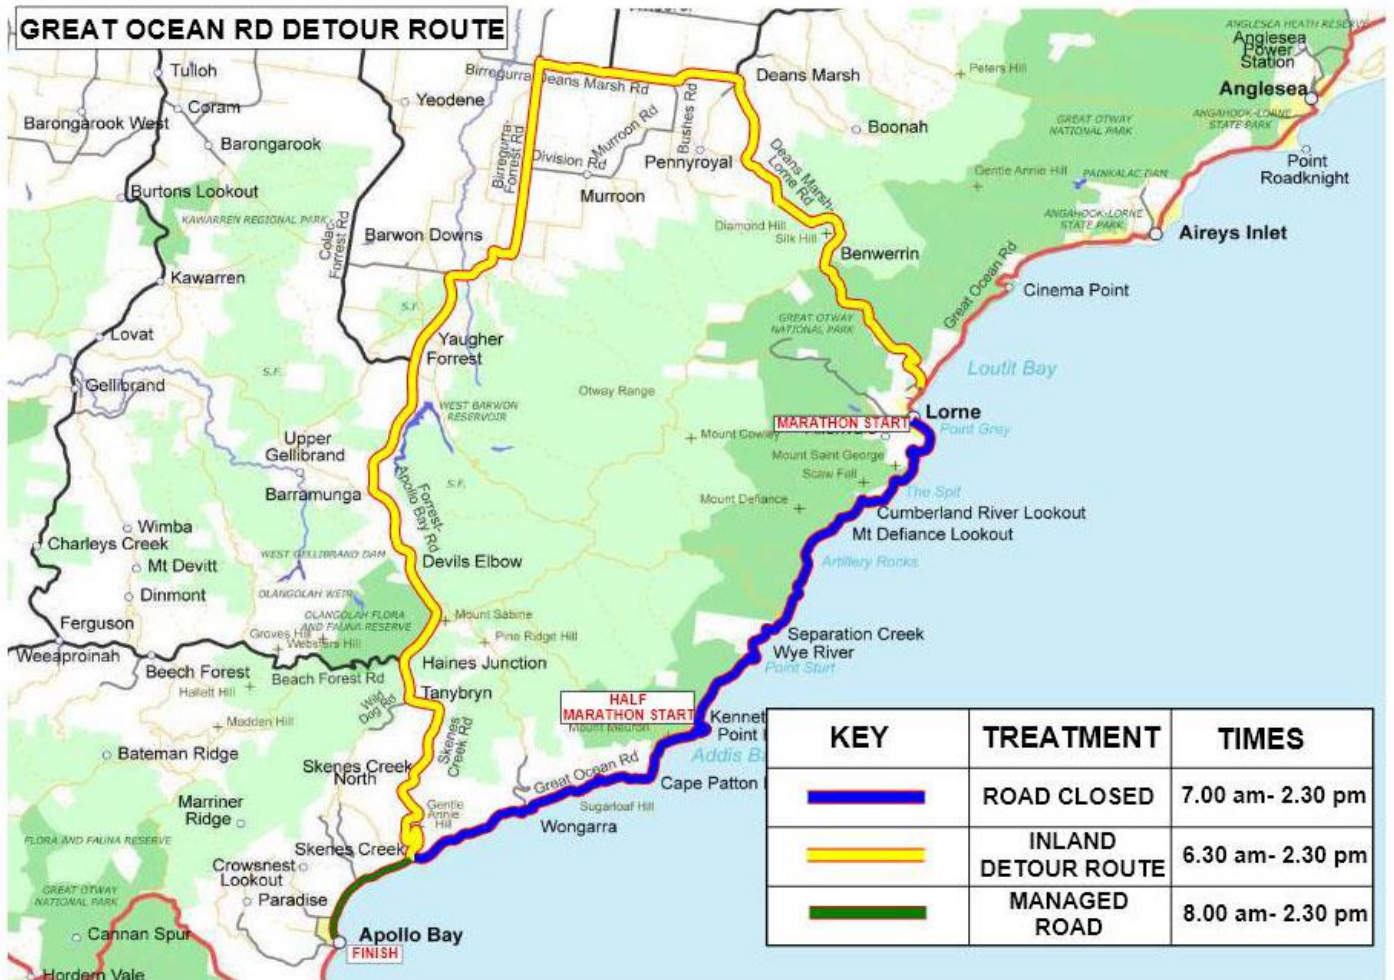 GREAT OCEAN RD DETOUR ROUTE
ANGLESEA HEATH RESERVE
Anglesea
Power
Station
Tulloh
Birregurra-
Deans Marsh Rd
Deans Marsh
Peters Hill
Anglesea
Coram
Yeodene
Bushes Rd
Barongarook West
Murroon Rd
Boonah
GREAT OTWAY
NATIONAL PARK
ANGAHOOK-LORNE
STATE PARK
Barongarook
Birregurra-
Forrest Rd
Division Rd
Pennyroyal
Deans Marsh-
Lorne Rd
Point
Roadknight
Gentle Annie Hill
PAINKALAC DAM
Burtons Lookout
Murroon
KAWARREN REGIONAL PARK
Colac-
Forrest Rd
Barwon Downs
Diamond Hill
Silk Hill
ANGAHOOK-LORNE
STATE PARK
Aireys Inlet
Benwerrin
Great Ocean Rd
Kawarren
Cinema Point
S.F.
Lovat
Yaugher
Forrest
GREAT OTWAY
NATIONAL PARK
Loutit Bay
S.F.
Gellibrand
Otway Range
WEST BARWON
RESERVOIR
Lorne
MARATHON START
Point Grey
Upper
Gellibrand
Mount Cowley
Mount Saint George
Scaw Fell
Barramunga
Forrest-
Apollo Bay Rd
S.F.
Mount Defiance
The Spit
Cumberland River Lookout
Wimba
Mt Defiance Lookout
Charleys Creek
WEST GELLIBRAND DAM
Devils Elbow
Artillery Rocks
Mt Devitt
Dinmont
OLANGOLAH WEIR
OLANGOLAH FLORA
AND FAUNA RESERVE
Mount Sabine
Ferguson
Groves Hill
Websters Hill
Pine Ridge Hill
Separation Creek
Wye River
Weeaproinah
Beech Forest
Beach Forest Rd
Haines Junction
Point Sturt
Hallett Hill
Wild
Dog Rd
Tanybryn
HALF
MARATHON START
Kennet
Point
Madden Hill
Skenes
Creek Rd
Addis B
Bateman Ridge
Skenes Creek
North
Great Ocean Rd
Cape Patton
Marriner
Ridge
Gentle
Annie
Hill
Sugarloaf Hill
Wongarra
FLORA AND FAUNA RESERVE
Skenes Creek
Crowsnest
Lookout
GREAT OTWAY
NATIONAL PARK
Paradise
Cannan Spur
Apollo Bay
FINISH
Hordern Vale
KEY TREATMENT TIMES
ROAD CLOSED 7.00 am- 2.30 pm
INLAND
DETOUR ROUTE 6.30 am- 2.30 pm
MANAGED
ROAD 8.00 am- 2.30 pm